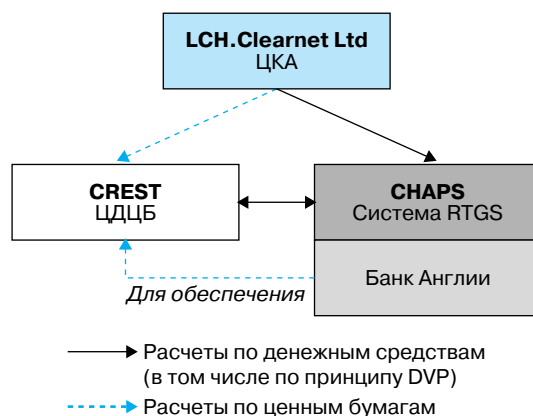 LCH.Clearnet Ltd
ЦКА
CREST
ЦДЦБ
CHAPS
Система RTGS
Банк Англии
Для обеспечения
Расчеты по денежным средствам
(в том числе по принципу DVP)
Расчеты по ценным бумагам